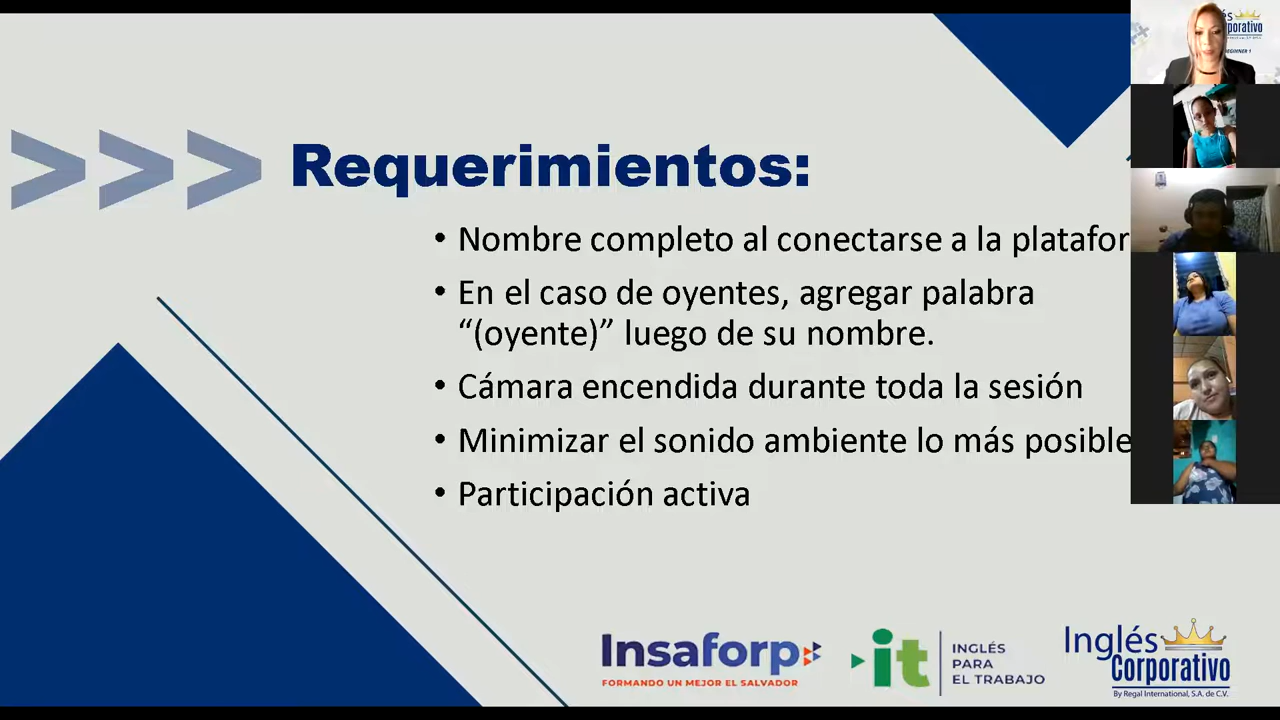 Requerimientos:
• Nombre completo al conectarse a la platafor
• En el caso de oyentes, agregar palabra
“(oyente)” luego de su nombre.
• Cámara encendida durante toda la sesión
• Minimizar el sonido ambiente lo más posible
• Participación activa
Insaforp
FORMANDO UN MEJOR EL SALVADOR
it
INGLÉS
PARA
EL TRABAJO
Inglés
Corporativo
By Regal International, S.A. de C.V.
és
porativo